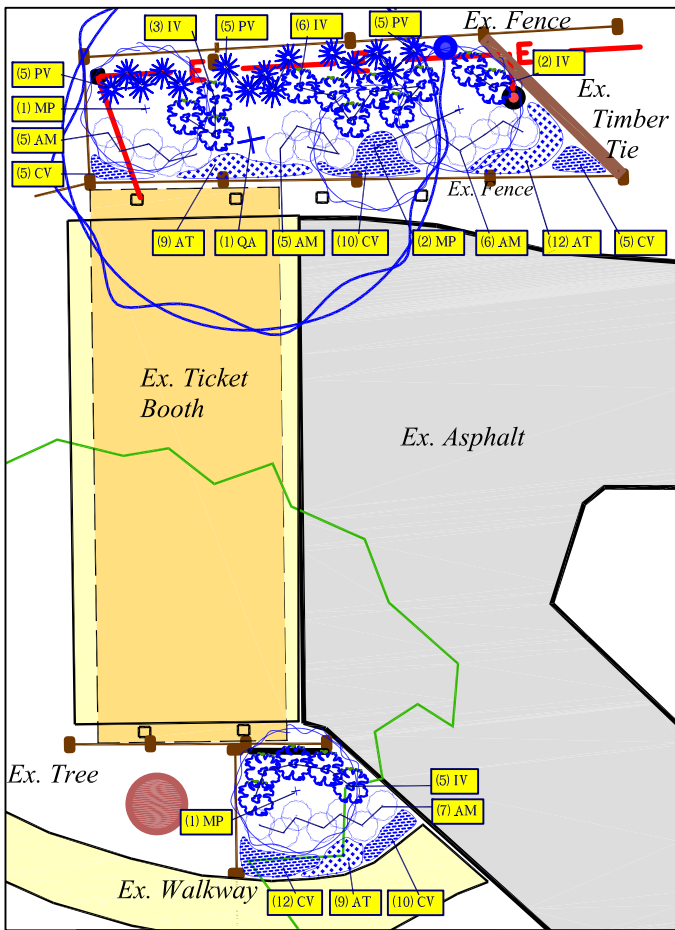 (3) IV
(5) PV
(6) IV
(5) PV
Ex. Fence
(5) PV
E
E
E
(2) IV
(1) MP
Ex.
Timber
Tie
(5) AM
(5) CV
Ex. Fence
(9) AT
(1) QA
(5) AM
(10) CV
(2) MP
(6) AM
(12) AT
(5) CV
Ex. Ticket
Booth
Ex. Asphalt
Ex. Tree
(5) IV
(7) AM
(1) MP
Ex. Walkway
(12) CV
(9) AT
(10) CV